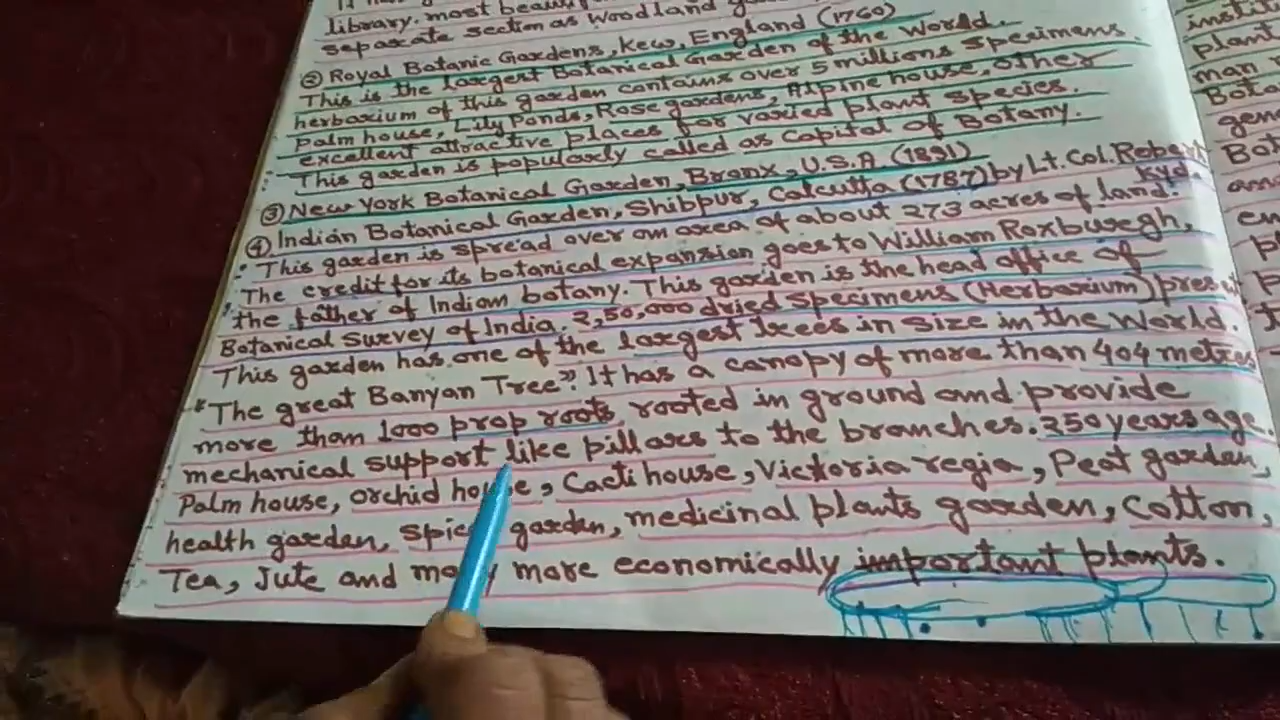 library. most
separate section as Woodland
② Royal Botanic Gardens, Kew, England (1760)
This is the largest Botanical Garden of the World.
herbarium of this garden contains over 5 millions specimens.
Palm house, Lily Ponds, Rose gardens, Alpine house, other
excellent attractive places for varied plant species.
This garden is popularly called as Capital of Botany.
③ New York Botanical Garden, Bronx, U.S.A. (1891)
④ Indian Botanical Garden, Shibpur, Calcutta (1787) by Lt. Col. Robert Kyd.
This garden is spread over an area of about 273 acres of land.
The credit for its botanical expansion goes to William Roxburgh,
the father of Indian botany. This garden is the head office of
Botanical Survey of India. 2,50,000 dried specimens (Herbarium) present
This garden has one of the largest trees in size in the World.
* The great Banyan Tree". It has a canopy of more than 404 metres
more than 1000 prop roots rooted in ground and provide
mechanical support like pillars to the branches. 250 years age.
Palm house, orchid house, Cacti house, Victoria regia, Peat garden,
health garden, Spice garden, medicinal plants garden, Cotton,
Tea, Jute and many more economically important plants.
plant
man